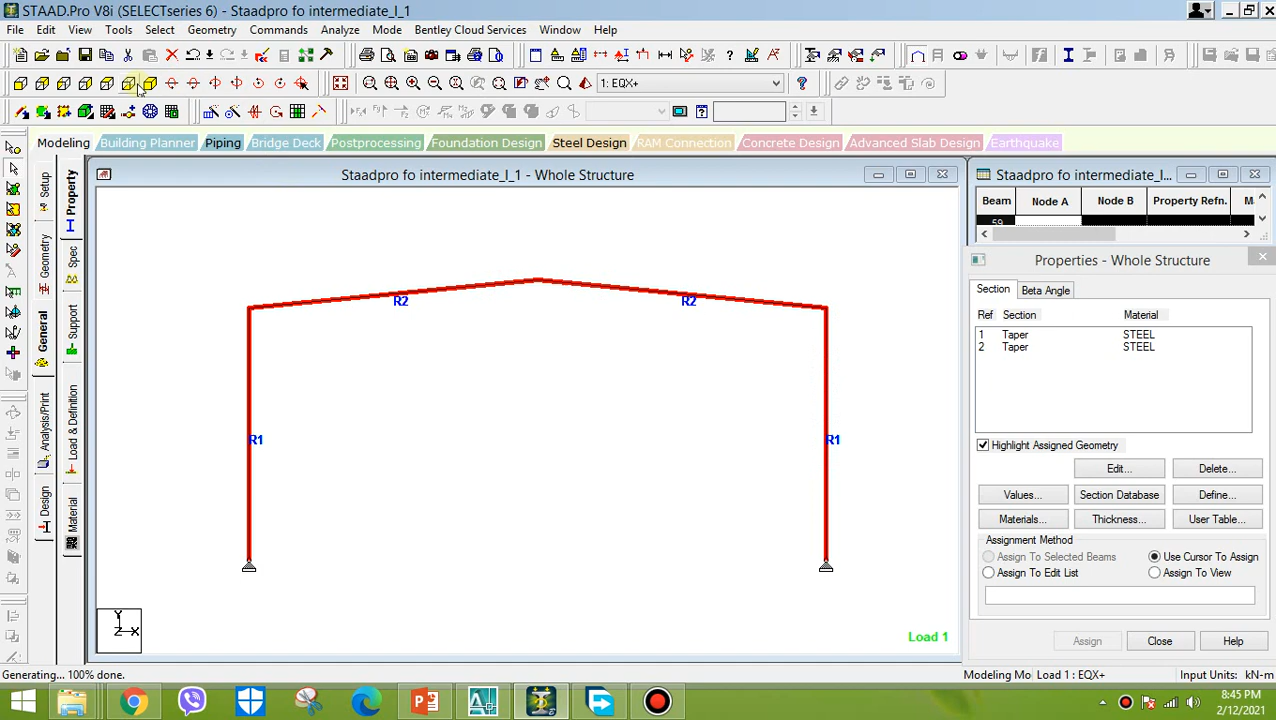 STAAD.Pro V8i (SELECTseries 6) - Staadpro fo intermediate_I_1
File Edit View Tools Select Geometry Commands Analyze Mode Bentley Cloud Services Window Help
1: EQX+
Modeling Building Planner Piping Bridge Deck Postprocessing Foundation Design Steel Design RAM Connection Concrete Design Advanced Slab Design Earthquake
Setup
Geometry
General
Analysis/Print
Design
Property
Spec
Support
Load & Definition
Material
Staadpro fo intermediate_I_1 - Whole Structure
R2
R2
R1
R1
Y
Z X
Load 1
Staadpro fo intermediate_I...
Beam Node A Node B Property Refn.
59
Properties - Whole Structure
Section Beta Angle
Ref Section Material
1 Taper STEEL
2 Taper STEEL
Highlight Assigned Geometry
Edit... Delete...
Values... Section Database Define...
Materials... Thickness... User Table...
Assignment Method
Assign To Selected Beams Use Cursor To Assign
Assign To Edit List Assign To View
Assign Close Help
Generating... 100% done.
Modeling Mo Load 1 : EQX+ Input Units: kN-m
8:45 PM
2/12/2021